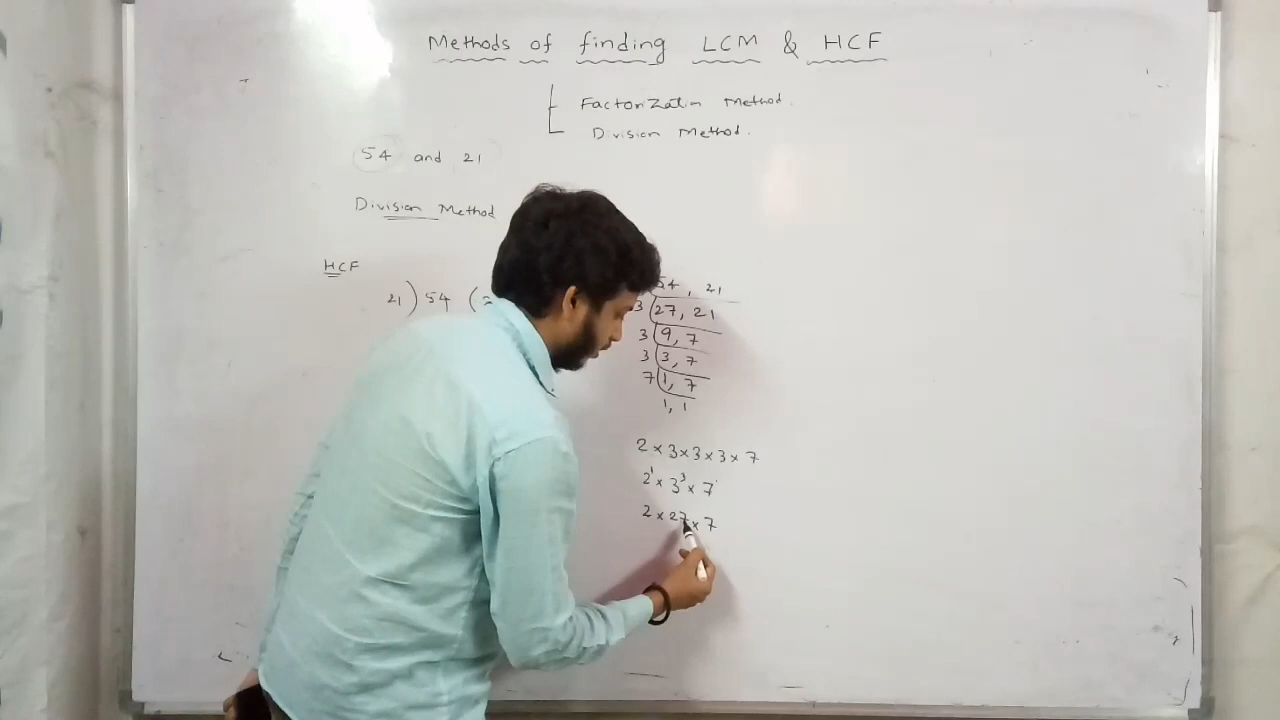 Methods of finding LCM & HCF
Factorization Method.
Division Method.
54 and 21
Division Method
HCF
21 ) 54 ( 2
54, 21
3 27, 21
3 9, 7
3 3, 7
7 1, 7
1, 1
2 × 3 × 3 × 3 × 7
2¹ × 3³ × 7¹
2 × 27 × 7